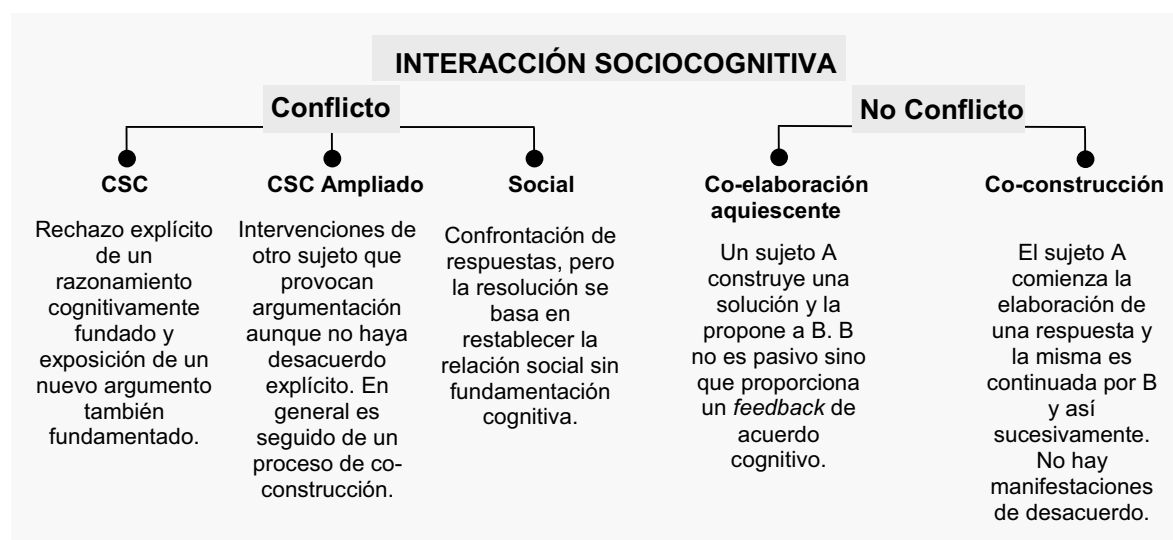 INTERACCIÓN SOCIOCOGNITIVA
Conflicto
No Conflicto
CSC
Rechazo explícito
de un
razonamiento
cognitivamente
fundado y
exposición de un
nuevo argumento
también
fundamentado.
CSC Ampliado
Intervenciones de
otro sujeto que
provocan
argumentación
aunque no haya
desacuerdo
explícito. En
general es
seguido de un
proceso de co-
construcción.
Social
Confrontación de
respuestas, pero
la resolución se
basa en
restablecer la
relación social sin
fundamentación
cognitiva.
Co-elaboración
aquiescente
Un sujeto A
construye una
solución y la
propone a B. B
no es pasivo sino
que proporciona
un feedback de
acuerdo
cognitivo.
Co-construcción
El sujeto A
comienza la
elaboración de
una respuesta y
la misma es
continuada por B
y así
sucesivamente.
No hay
manifestaciones
de desacuerdo.